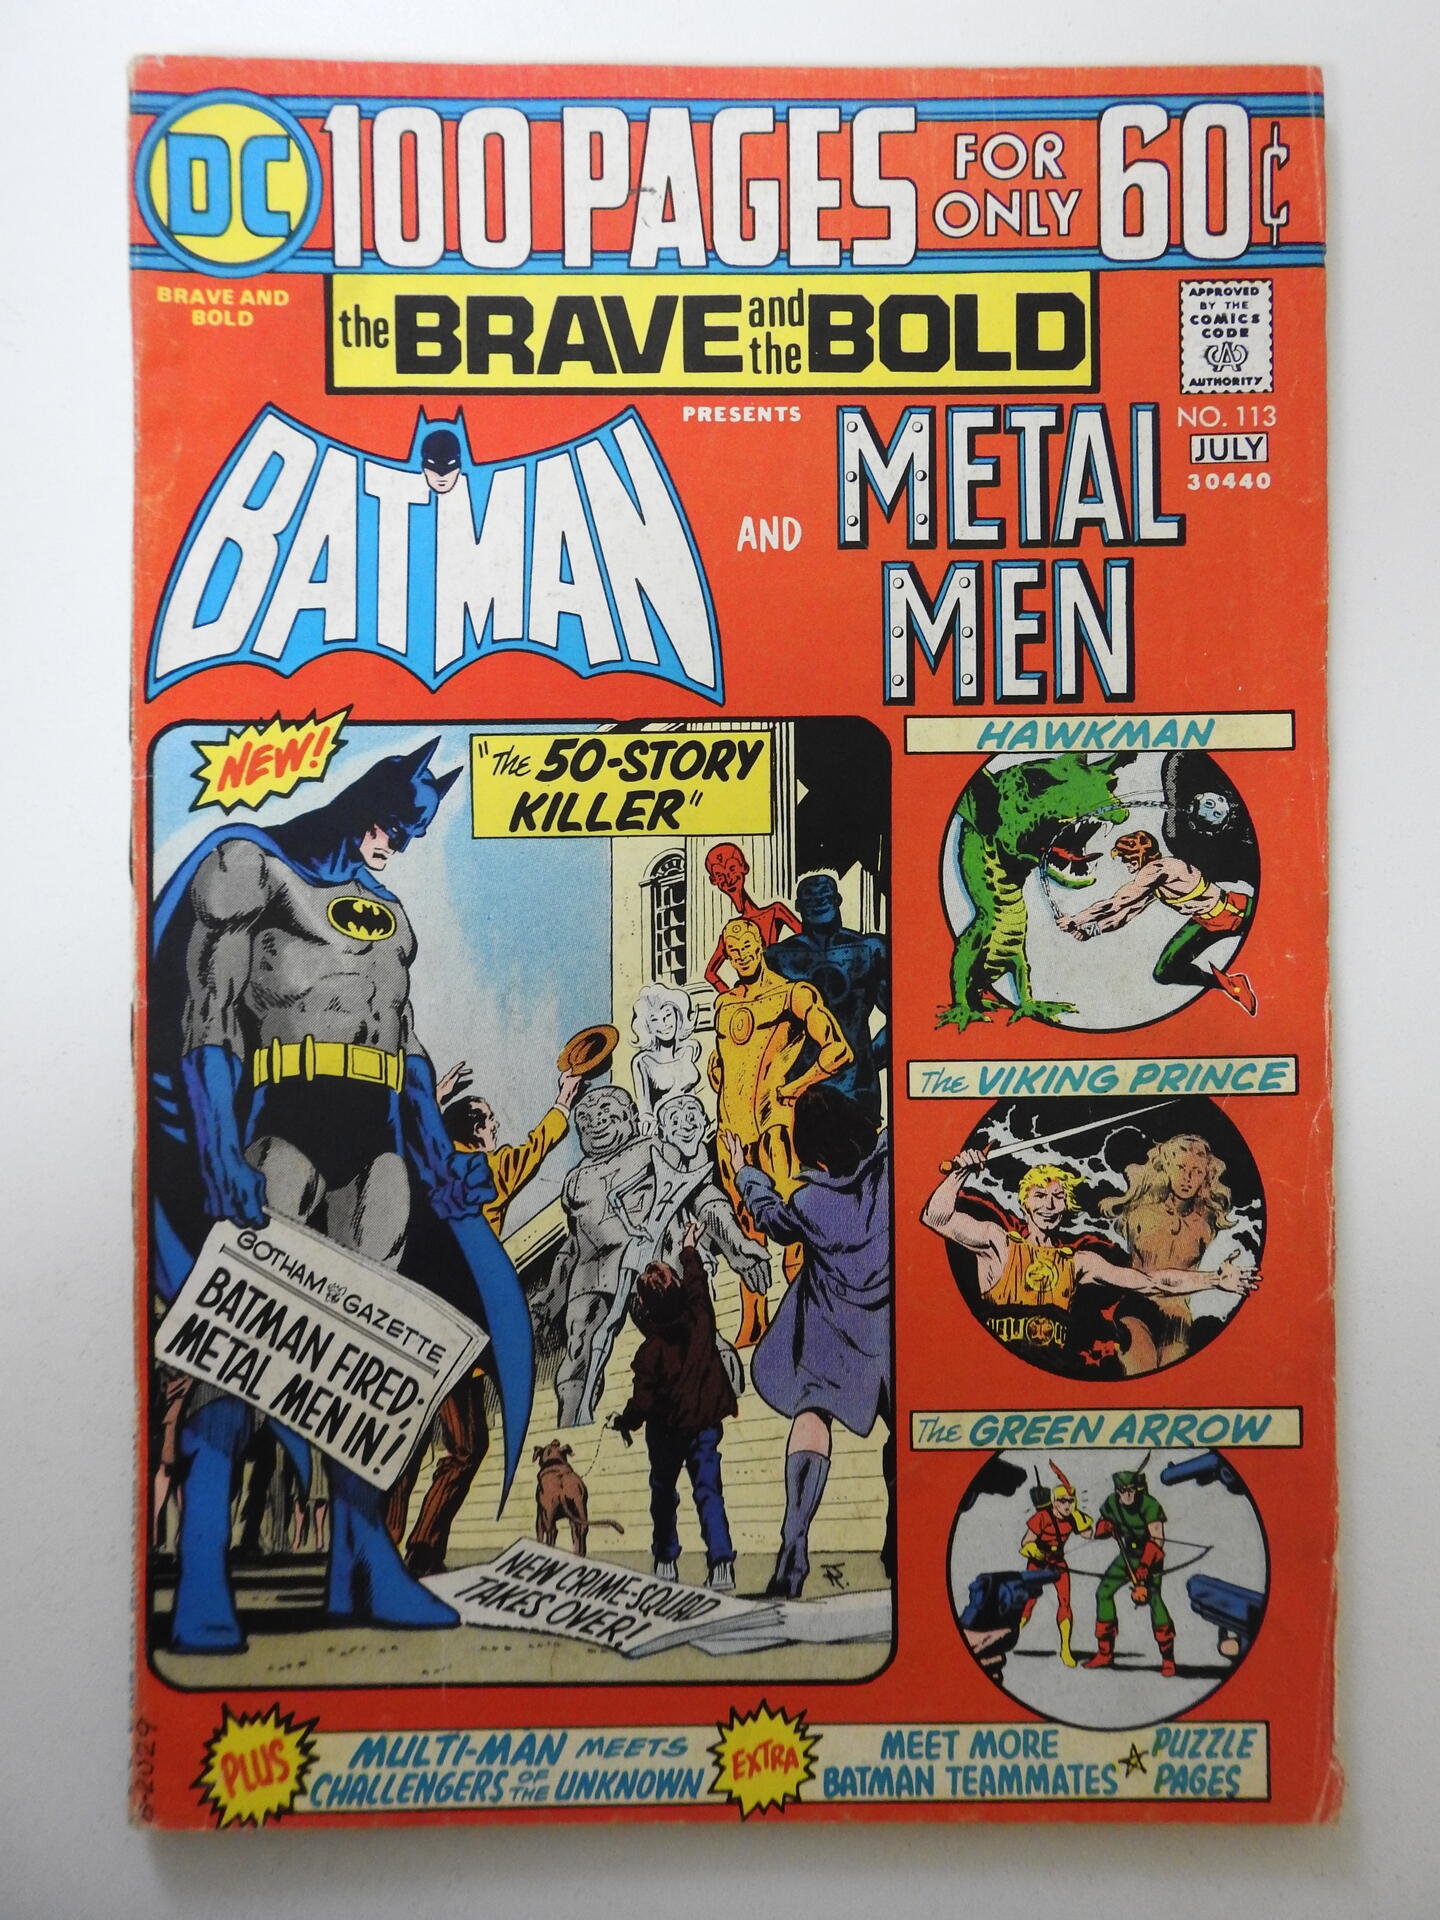 DC
100 PAGES FOR ONLY 60¢
BRAVE AND
BOLD
the BRAVE and the BOLD
APPROVED
BY THE
COMICS
CODE
CA
AUTHORITY
BATMAN
PRESENTS
AND
METAL
MEN
NO. 113
JULY
30440
NEW!
"The 50-STORY
KILLER"
GOTHAM GAZETTE
BATMAN FIRED;
METAL MEN IN!
NEW CRIME-SQUAD
TAKES OVER!
HAWKMAN
The VIKING PRINCE
The GREEN ARROW
PLUS
MULTI-MAN MEETS
CHALLENGERS OF THE UNKNOWN
EXTRA
MEET MORE
BATMAN TEAMMATES
PUZZLE
PAGES